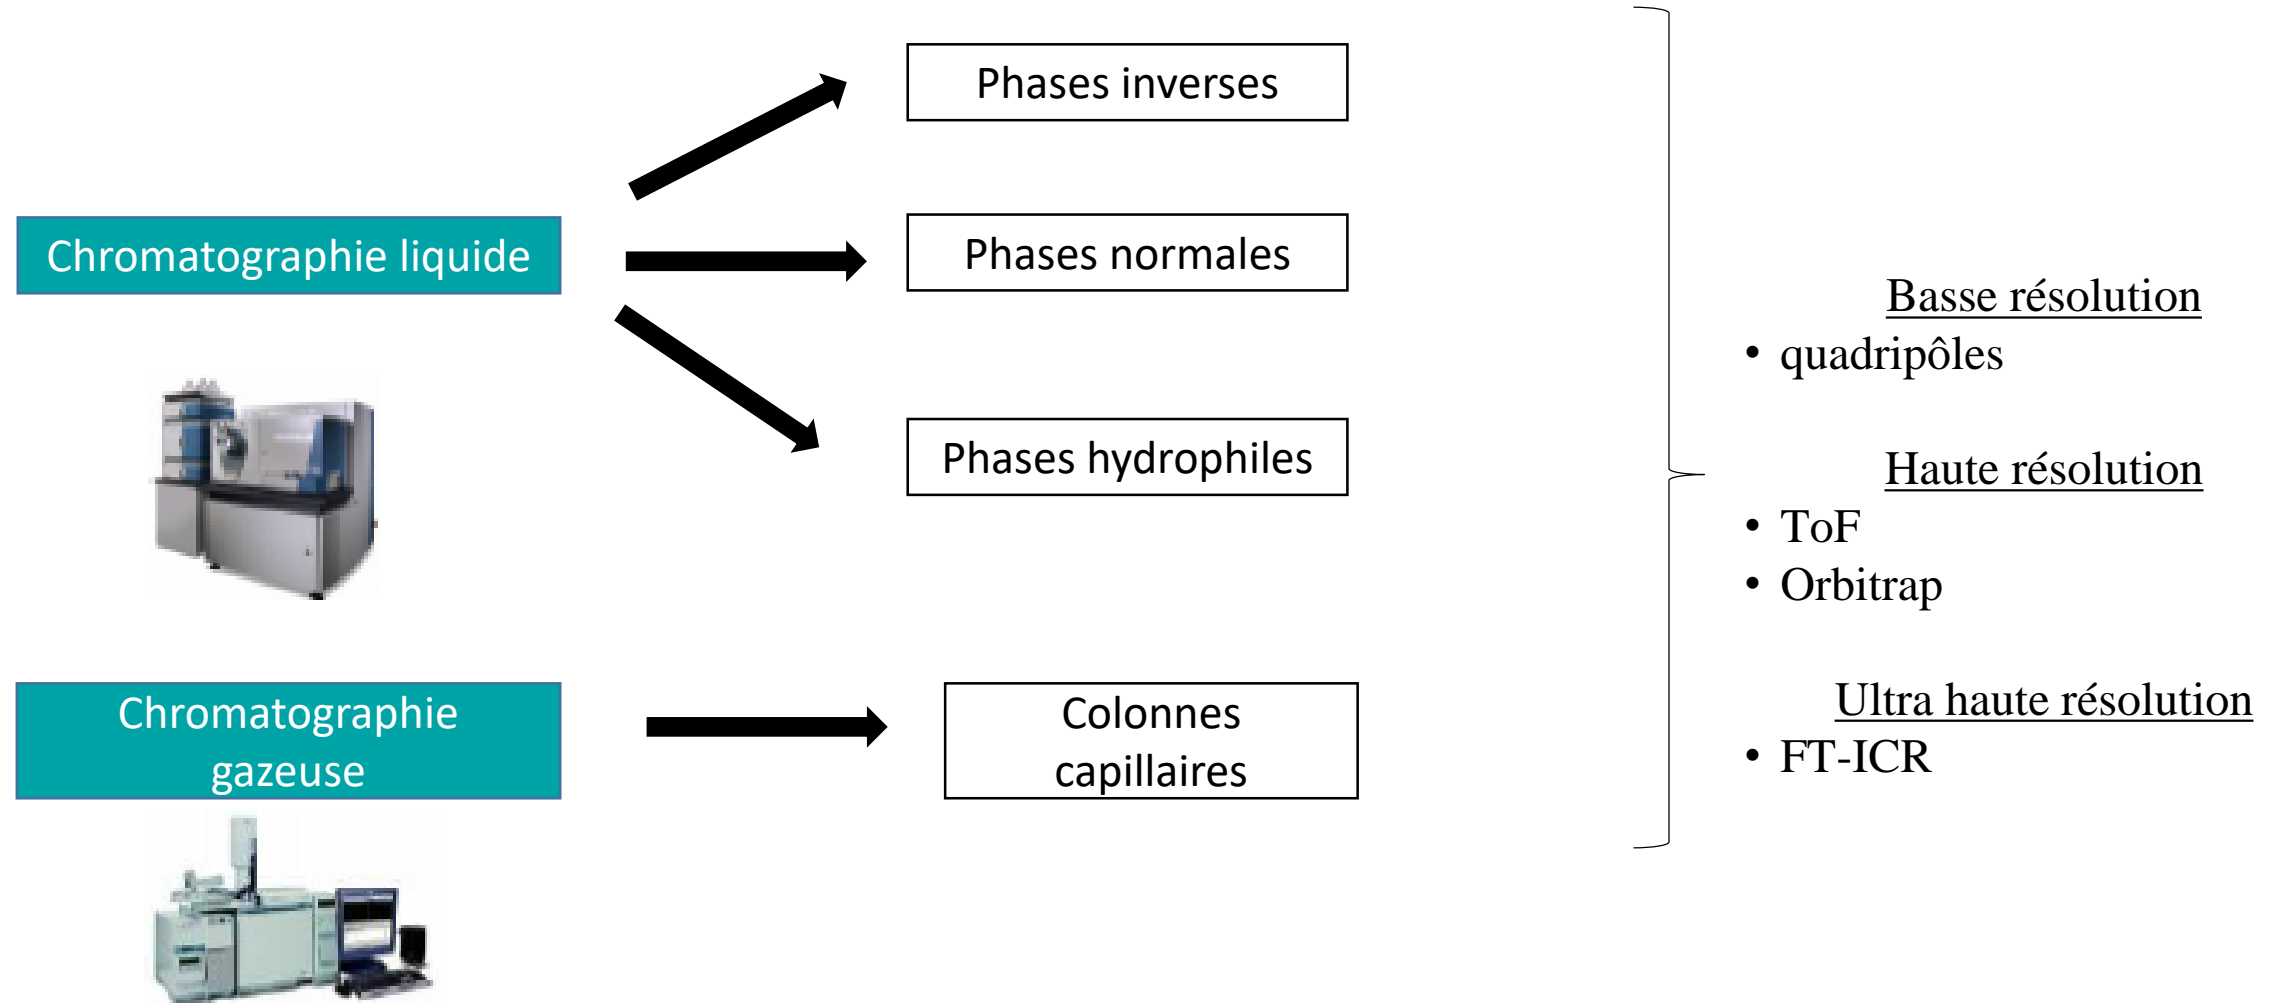 Phases inverses
Chromatographie liquide
Phases normales
Phases hydrophiles
Chromatographie
gazeuse
Colonnes
capillaires
Basse résolution
• quadripôles
Haute résolution
• ToF
• Orbitrap
Ultra haute résolution
• FT-ICR